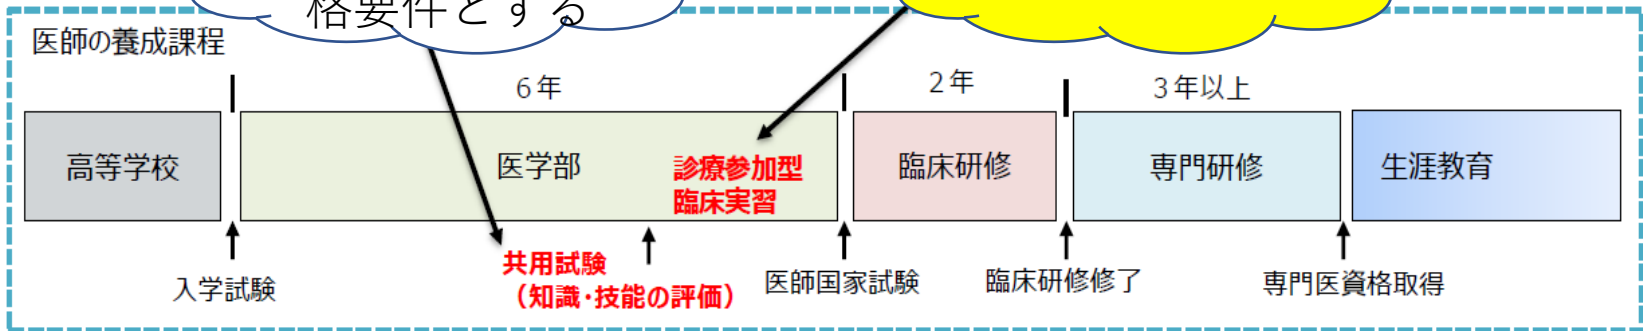 格要件とする
医師の養成課程
6年
2年
3年以上
高等学校
医学部
診療参加型
臨床実習
臨床研修
専門研修
生涯教育
入学試験
共用試験
（知識・技能の評価）
医師国家試験
臨床研修修了
専門医資格取得